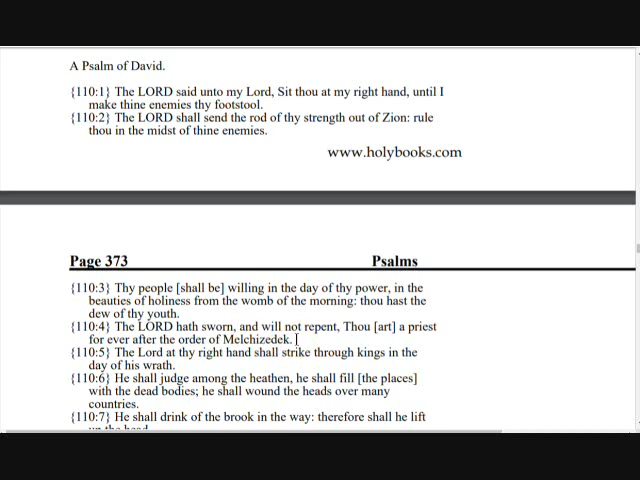 A Psalm of David.
{110:1} The LORD said unto my Lord, Sit thou at my right hand, until I
make thine enemies thy footstool.
{110:2} The LORD shall send the rod of thy strength out of Zion: rule
thou in the midst of thine enemies.
www.holybooks.com
Page 373 Psalms
{110:3} Thy people [shall be] willing in the day of thy power, in the
beauties of holiness from the womb of the morning: thou hast the
dew of thy youth.
{110:4} The LORD hath sworn, and will not repent, Thou [art] a priest
for ever after the order of Melchizedek.
{110:5} The Lord at thy right hand shall strike through kings in the
day of his wrath.
{110:6} He shall judge among the heathen, he shall fill [the places]
with the dead bodies; he shall wound the heads over many
countries.
{110:7} He shall drink of the brook in the way: therefore shall he lift
up the head.